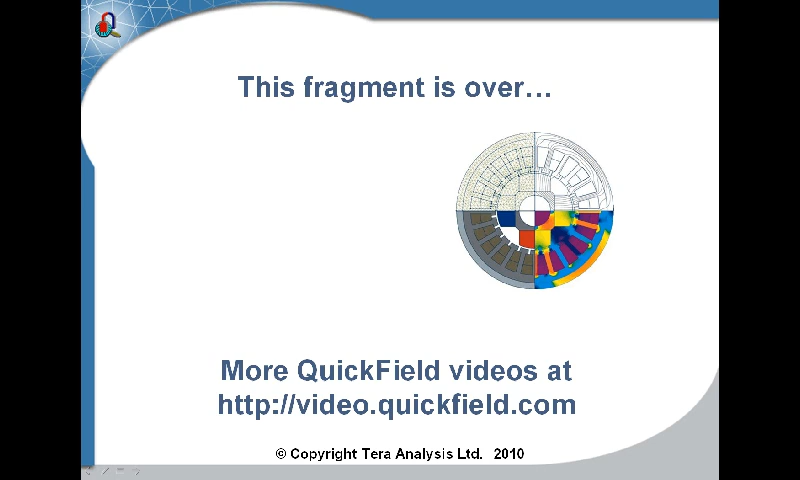 This fragment is over…
More QuickField videos at
http://video.quickfield.com
© Copyright Tera Analysis Ltd. 2010